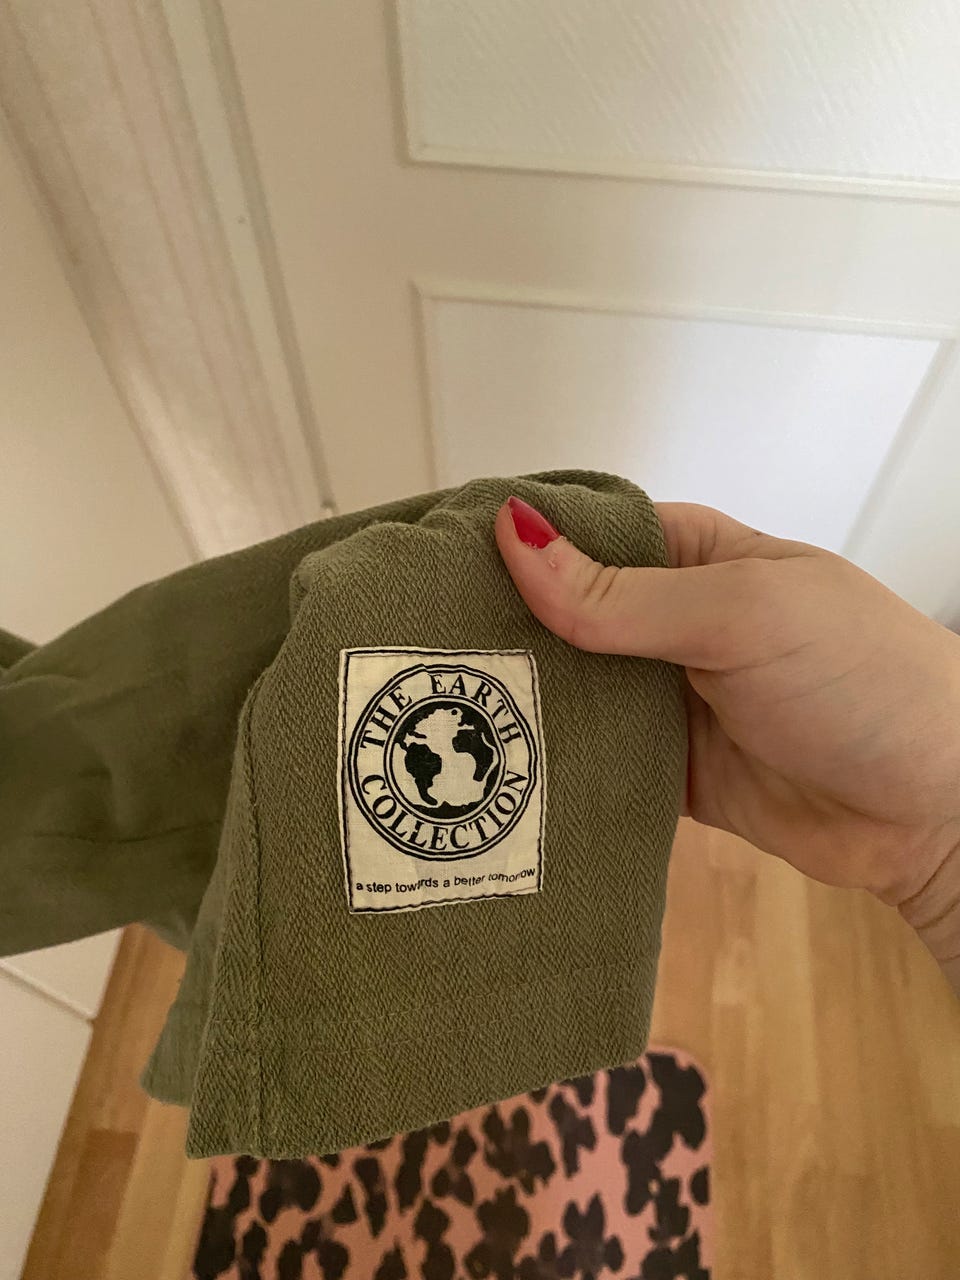 THE EARTH
COLLECTION
a step towards a better tomorrow